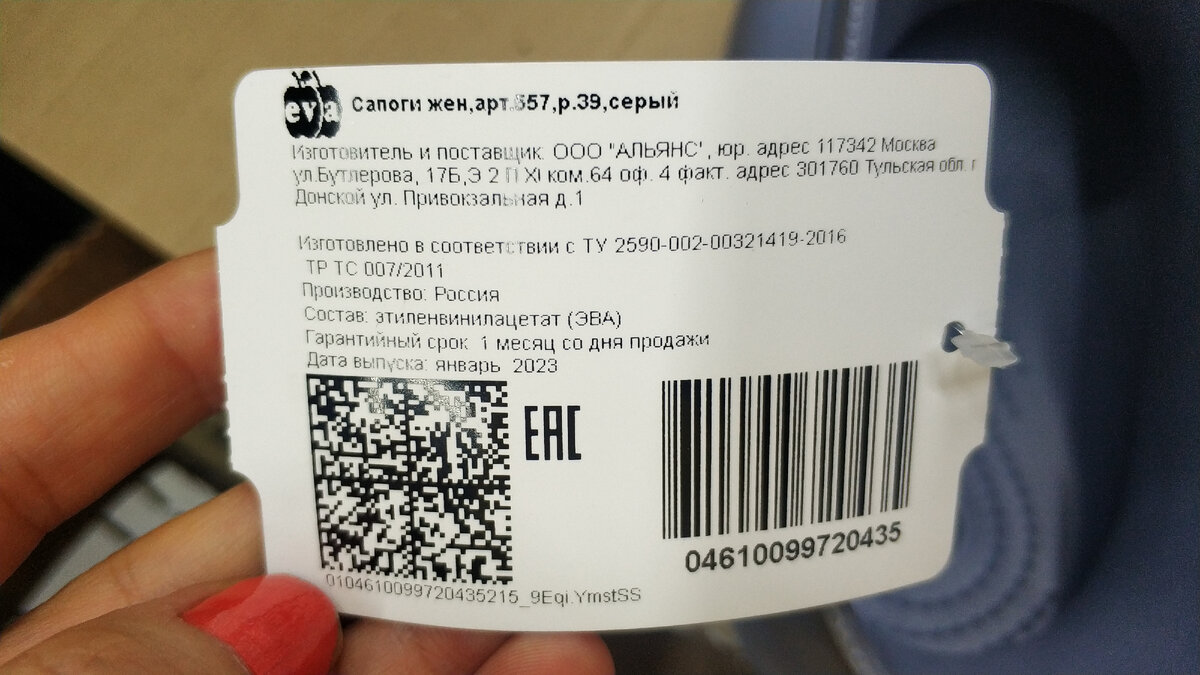 eva
Сапоги жен,арт.557,р.39,серый
Изготовитель и поставщик: ООО "АЛЬЯНС", юр. адрес 117342 Москва
ул.Бутлерова, 17Б,Э 2 П XI ком.64 оф. 4 факт. адрес 301760 Тульская обл. г
Донской ул. Привокзальная д.1
Изготовлено в соответствии с ТУ 2590-002-00321419-2016
ТР ТС 007/2011
Производство: Россия
Состав: этиленвинилацетат (ЭВА)
Гарантийный срок 1 месяц со дня продажи
Дата выпуска: январь 2023
EAC
04610099720435
0104610099720435215_9Eqi.YmstSS